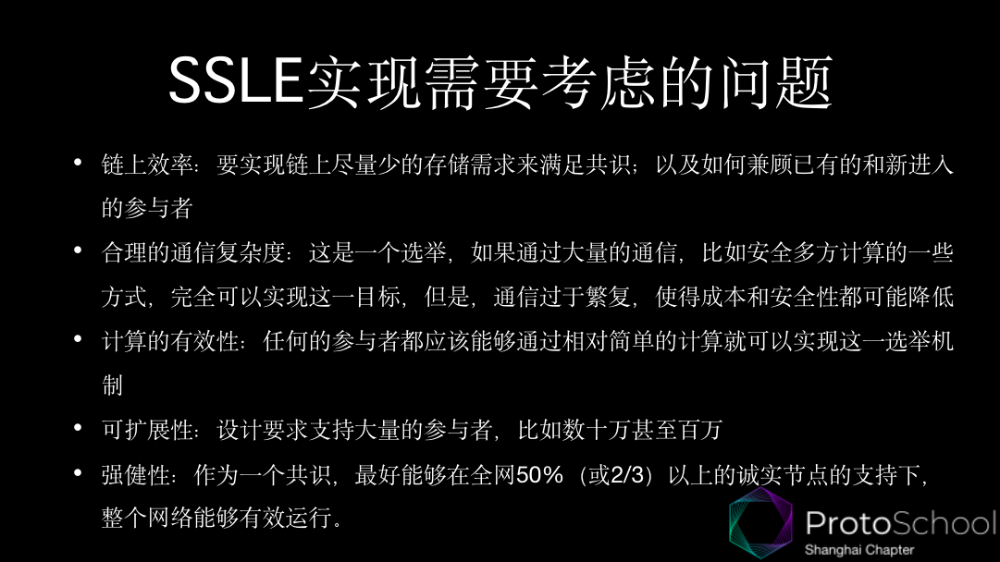 SSLE实现需要考虑的问题
• 链上效率：要实现链上尽量少的存储需求来满足共识；以及如何兼顾已有的和新进入
的参与者
• 合理的通信复杂度：这是一个选举，如果通过大量的通信，比如安全多方计算的一些
方式，完全可以实现这一目标，但是，通信过于繁复，使得成本和安全性都可能降低
• 计算的有效性：任何的参与者都应该能够通过相对简单的计算就可以实现这一选举机
制
• 可扩展性：设计要求支持大量的参与者，比如数十万甚至百万
• 强健性：作为一个共识，最好能够在全网50%（或2/3）以上的诚实节点的支持下，
整个网络能够有效运行。
ProtoSchool
Shanghai Chapter